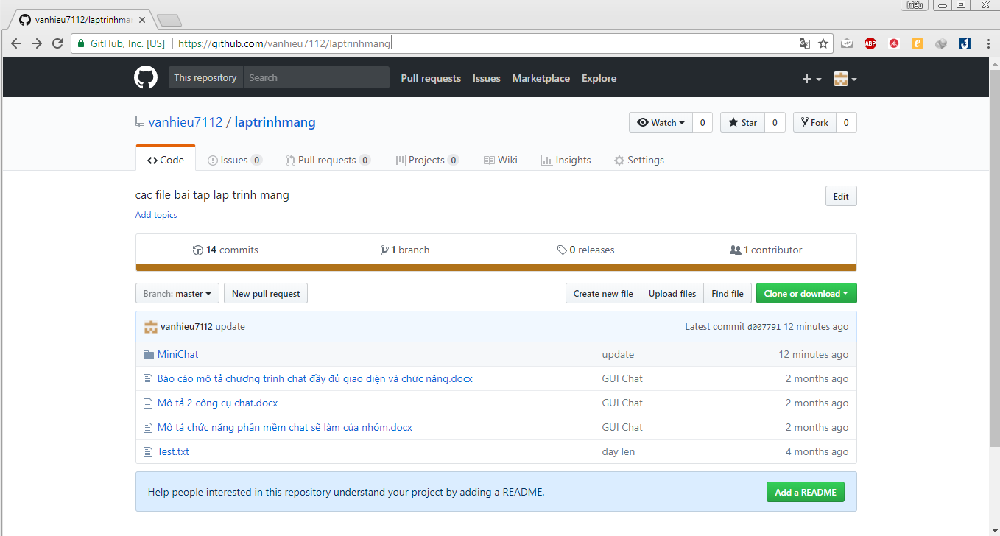 hiếu
vanhieu7112/laptrinhma
GitHub, Inc. [US] https://github.com/vanhieu7112/laptrinhmang
ABP
This repository Search Pull requests Issues Marketplace Explore
vanhieu7112 / laptrinhmang Watch 0 Star 0 Fork 0
Code Issues 0 Pull requests 0 Projects 0 Wiki Insights Settings
cac file bai tap lap trinh mang Edit
Add topics
14 commits 1 branch 0 releases 1 contributor
Branch: master New pull request Create new file Upload files Find file Clone or download
vanhieu7112 update Latest commit d007791 12 minutes ago
MiniChat update 12 minutes ago
Báo cáo mô tả chương trình chat đầy đủ giao diện và chức năng.docx GUI Chat 2 months ago
Mô tả 2 công cụ chat.docx GUI Chat 2 months ago
Mô tả chức năng phần mềm chat sẽ làm của nhóm.docx GUI Chat 2 months ago
Test.txt day len 4 months ago
Help people interested in this repository understand your project by adding a README. Add a README